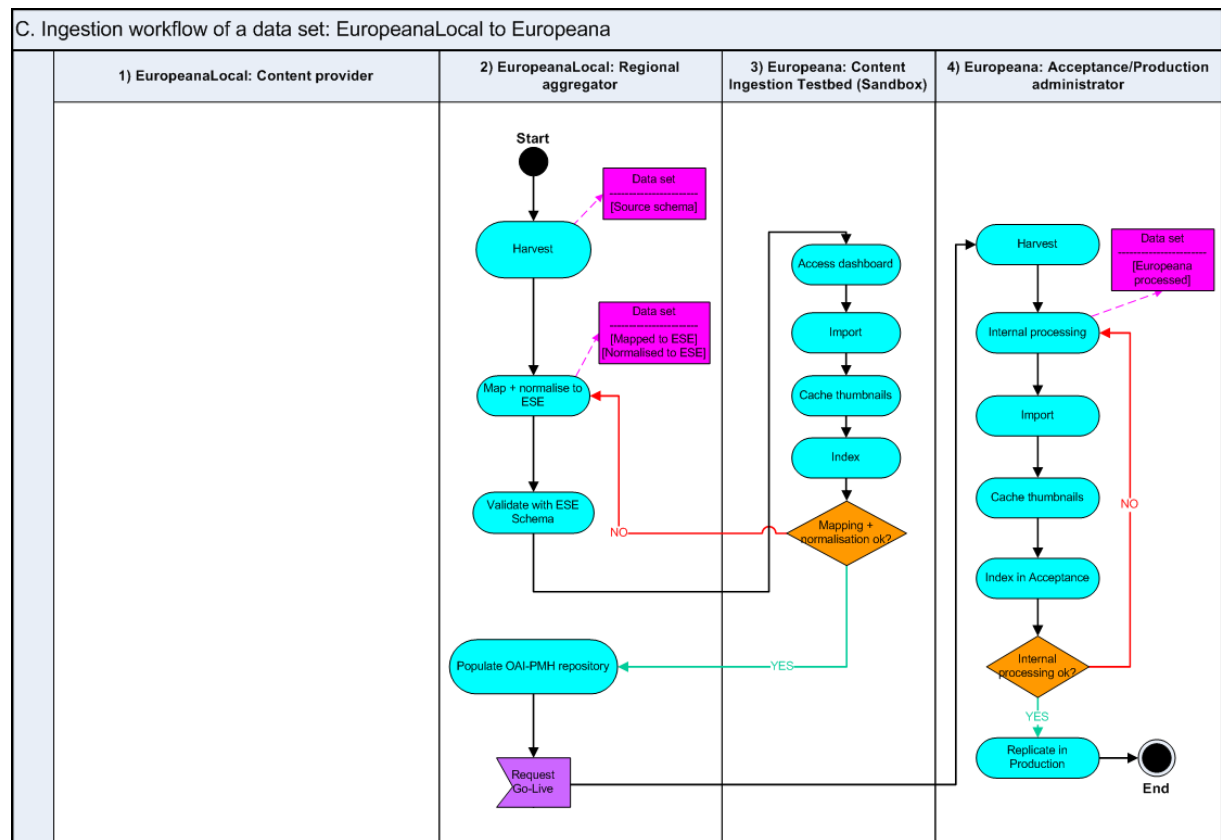 C. Ingestion workflow of a data set: EuropeanaLocal to Europeana
1) EuropeanaLocal: Content provider
2) EuropeanaLocal: Regional
aggregator
3) Europeana: Content
Ingestion Testbed (Sandbox)
4) Europeana: Acceptance/Production
administrator
Start
Data set
--------------------------
[Source schema]
Harvest
Data set
--------------------------
[Mapped to ESE]
[Normalised to ESE]
Map + normalise to
ESE
Validate with ESE
Schema
NO
Populate OAI-PMH repository
Request
Go-Live
Access dashboard
Import
Cache thumbnails
Index
Mapping +
normalisation ok?
YES
Harvest
Data set
--------------------------
[Europeana
processed]
Internal processing
Import
Cache thumbnails
NO
Index in Acceptance
Internal
processing ok?
YES
Replicate in
Production
End